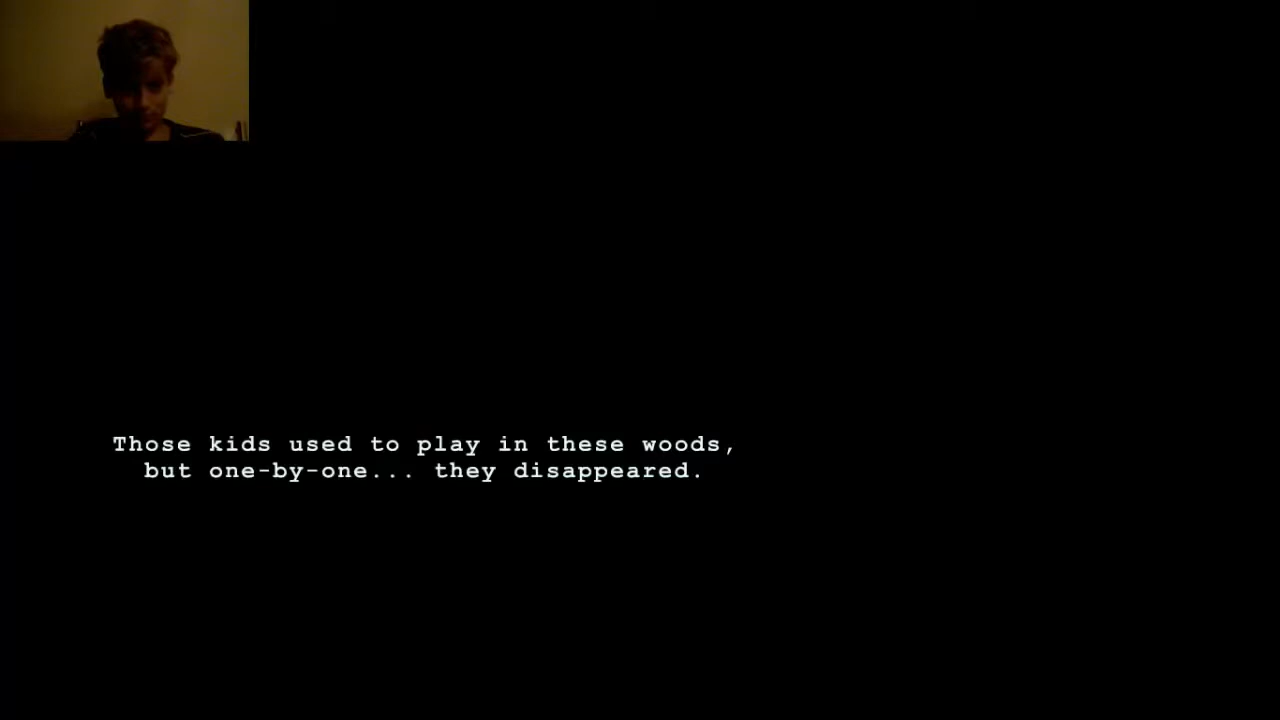 Those kids used to play in these woods,
but one-by-one... they disappeared.